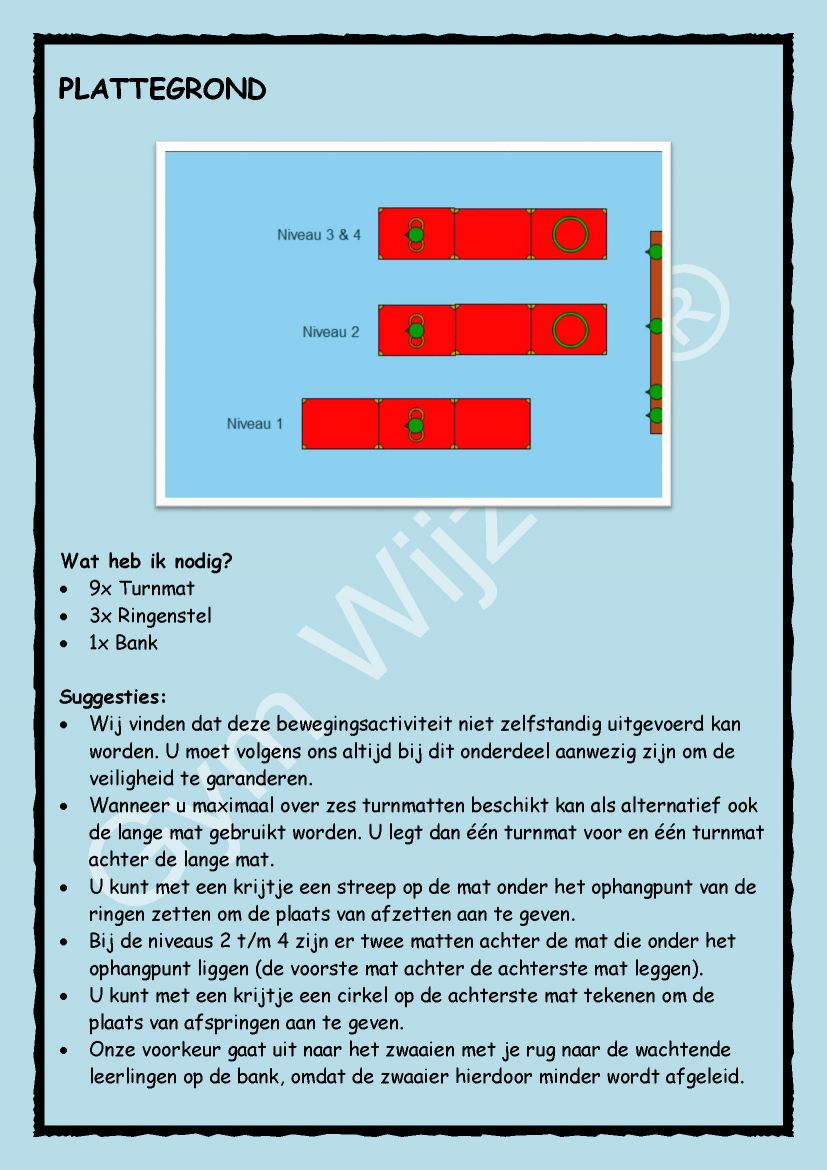 PLATTEGROND
Niveau 3 & 4
Niveau 2
Niveau 1
Wat heb ik nodig?
• 9x Turnmat
• 3x Ringenstel
• 1x Bank
Suggesties:
• Wij vinden dat deze bewegingsactiviteit niet zelfstandig uitgevoerd kan
worden. U moet volgens ons altijd bij dit onderdeel aanwezig zijn om de
veiligheid te garanderen.
• Wanneer u maximaal over zes turnmatten beschikt kan als alternatief ook
de lange mat gebruikt worden. U legt dan één turnmat voor en één turnmat
achter de lange mat.
• U kunt met een krijtje een streep op de mat onder het ophangpunt van de
ringen zetten om de plaats van afzetten aan te geven.
• Bij de niveaus 2 t/m 4 zijn er twee matten achter de mat die onder het
ophangpunt liggen (de voorste mat achter de achterste mat leggen).
• U kunt met een krijtje een cirkel op de achterste mat tekenen om de
plaats van afspringen aan te geven.
• Onze voorkeur gaat uit naar het zwaaien met je rug naar de wachtende
leerlingen op de bank, omdat de zwaaier hierdoor minder wordt afgeleid.
Gym Wijz ®